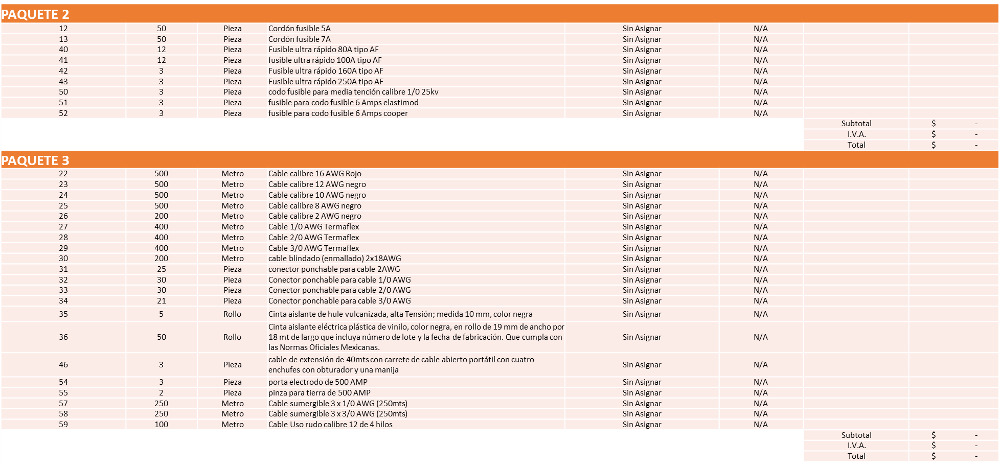 PAQUETE 2
12 50 Pieza Cordón fusible 5A Sin Asignar N/A
13 50 Pieza Cordón fusible 7A Sin Asignar N/A
40 12 Pieza Fusible ultra rápido 80A tipo AF Sin Asignar N/A
41 12 Pieza fusible ultra rápido 100A tipo AF Sin Asignar N/A
42 3 Pieza Fusible ultra rápido 160A tipo AF Sin Asignar N/A
43 3 Pieza Fusible ultra rápido 250A tipo AF Sin Asignar N/A
50 3 Pieza codo fusible para media tención calibre 1/0 25kv Sin Asignar N/A
51 3 Pieza fusible para codo fusible 6 Amps elastimod Sin Asignar N/A
52 3 Pieza fusible para codo fusible 6 Amps cooper Sin Asignar N/A
Subtotal $ -
I.V.A. $ -
Total $ -
PAQUETE 3
22 500 Metro Cable calibre 16 AWG Rojo Sin Asignar N/A
23 500 Metro Cable calibre 12 AWG negro Sin Asignar N/A
24 500 Metro Cable calibre 10 AWG negro Sin Asignar N/A
25 500 Metro Cable calibre 8 AWG negro Sin Asignar N/A
26 200 Metro Cable calibre 2 AWG negro Sin Asignar N/A
27 400 Metro Cable 1/0 AWG Termaflex Sin Asignar N/A
28 400 Metro Cable 2/0 AWG Termaflex Sin Asignar N/A
29 400 Metro Cable 3/0 AWG Termaflex Sin Asignar N/A
30 200 Metro cable blindado (enmallado) 2x18AWG Sin Asignar N/A
31 25 Pieza conector ponchable para cable 2AWG Sin Asignar N/A
32 30 Pieza Conector ponchable para cable 1/0 AWG Sin Asignar N/A
33 30 Pieza Conector ponchable para cable 2/0 AWG Sin Asignar N/A
34 21 Pieza Conector ponchable para cable 3/0 AWG Sin Asignar N/A
35 5 Rollo Cinta aislante de hule vulcanizada, alta Tensión; medida 10 mm, color negra Sin Asignar N/A
Cinta aislante eléctrica plástica de vinilo, color negra, en rollo de 19 mm de ancho por
36 50 Rollo 18 mt de largo que incluya número de lote y la fecha de fabricación. Que cumpla con Sin Asignar N/A
las Normas Oficiales Mexicanas.
46 3 Pieza cable de extensión de 40mts con carrete de cable abierto portátil con cuatro Sin Asignar N/A
enchufes con obturador y una manija
54 3 Pieza porta electrodo de 500 AMP Sin Asignar N/A
55 2 Pieza pinza para tierra de 500 AMP Sin Asignar N/A
57 250 Metro Cable sumergible 3 x 1/0 AWG (250mts) Sin Asignar N/A
58 250 Metro Cable sumergible 3 x 3/0 AWG (250mts) Sin Asignar N/A
59 100 Metro Cable Uso rudo calibre 12 de 4 hilos Sin Asignar N/A
Subtotal $ -
I.V.A. $ -
Total $ -